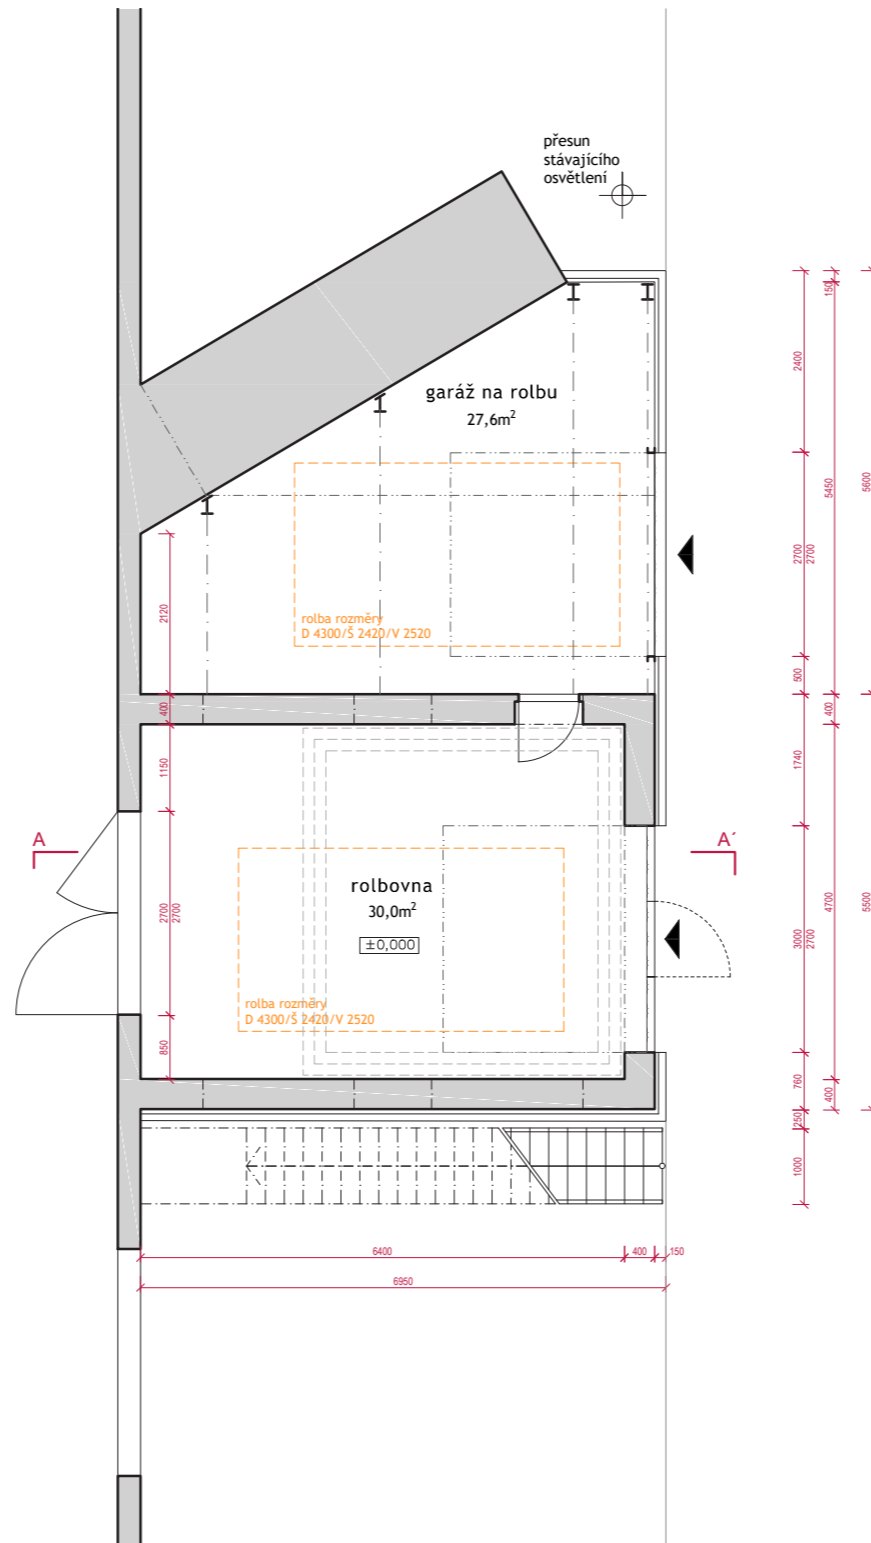 přesun
stávajícího
osvětlení
garáž na rolbu
27,6m²
rolba rozměry
D 4300/Š 2420/V 2520
2120
400
1150
2700
2700
850
A
A´
rolbovna
30,0m²
±0,000
rolba rozměry
D 4300/Š 2420/V 2520
2400
2700
2700
500
1740
3000
2700
760
250
1000
150
5450
400
4700
400
5600
5500
6400
400
150
6950